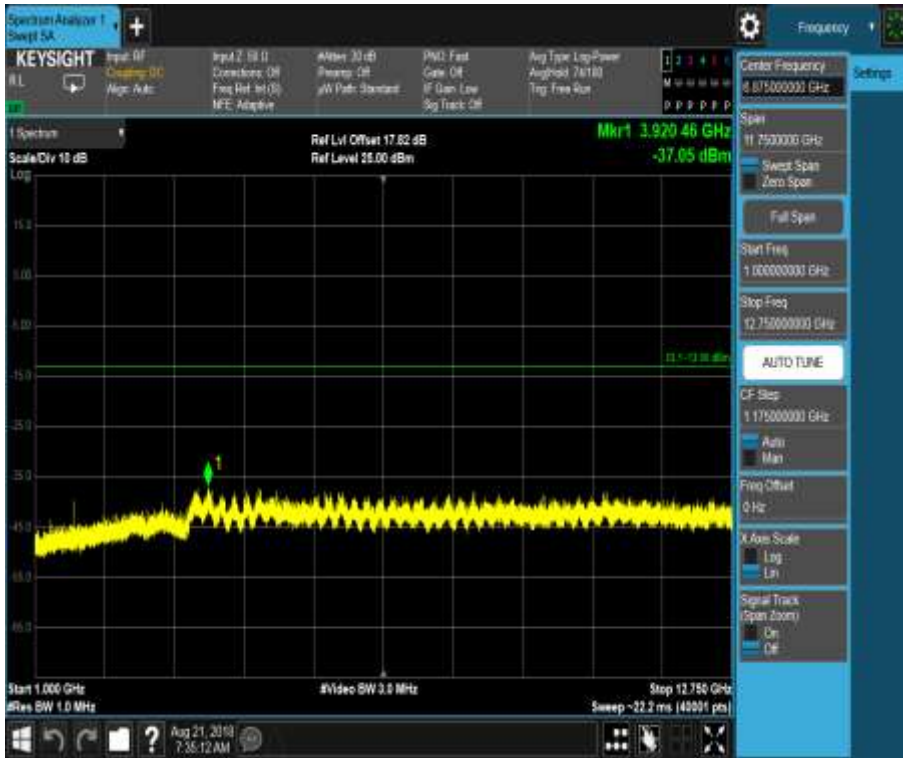 Spectrum Analyzer 1
Swept SA
Frequency
KEYSIGHT
Input: RF
Coupling: DC
Align: Auto
Input Z: 50 Ω
Corrections: Off
Freq Ref: Int (S)
NFE: Adaptive
#Atten: 30 dB
Preamp: Off
µW Path: Standard
PNO: Fast
Gate: Off
IF Gain: Low
Sig Track: Off
Avg Type: Log-Power
Trig: Free Run
1 2 3 4 5 6
P P P P P P
Settings
Center Frequency
6.875000000 GHz
Span
11.7500000 GHz
Swept Span
Zero Span
Full Span
Start Freq
1.000000000 GHz
Stop Freq
12.750000000 GHz
AUTO TUNE
CF Step
1.175000000 GHz
Auto
Man
Freq Offset
0 Hz
X Axis Scale
Log
Lin
Signal Track
(Span Zoom)
On
Off
1 Spectrum
Scale/Div 10 dB
Log
Ref Lvl Offset 17.82 dB
Ref Level 25.00 dBm
Mkr1 3.920 46 GHz
-37.05 dBm
15.0
5.00
-5.00
-15.0
-25.0
-35.0
-45.0
-55.0
-65.0
1
Start 1.000 GHz
#Res BW 1.0 MHz
#Video BW 3.0 MHz
Stop 12.750 GHz
Sweep ~22.2 ms (40001 pts)
?
Aug 21, 2018
7:35:12 AM